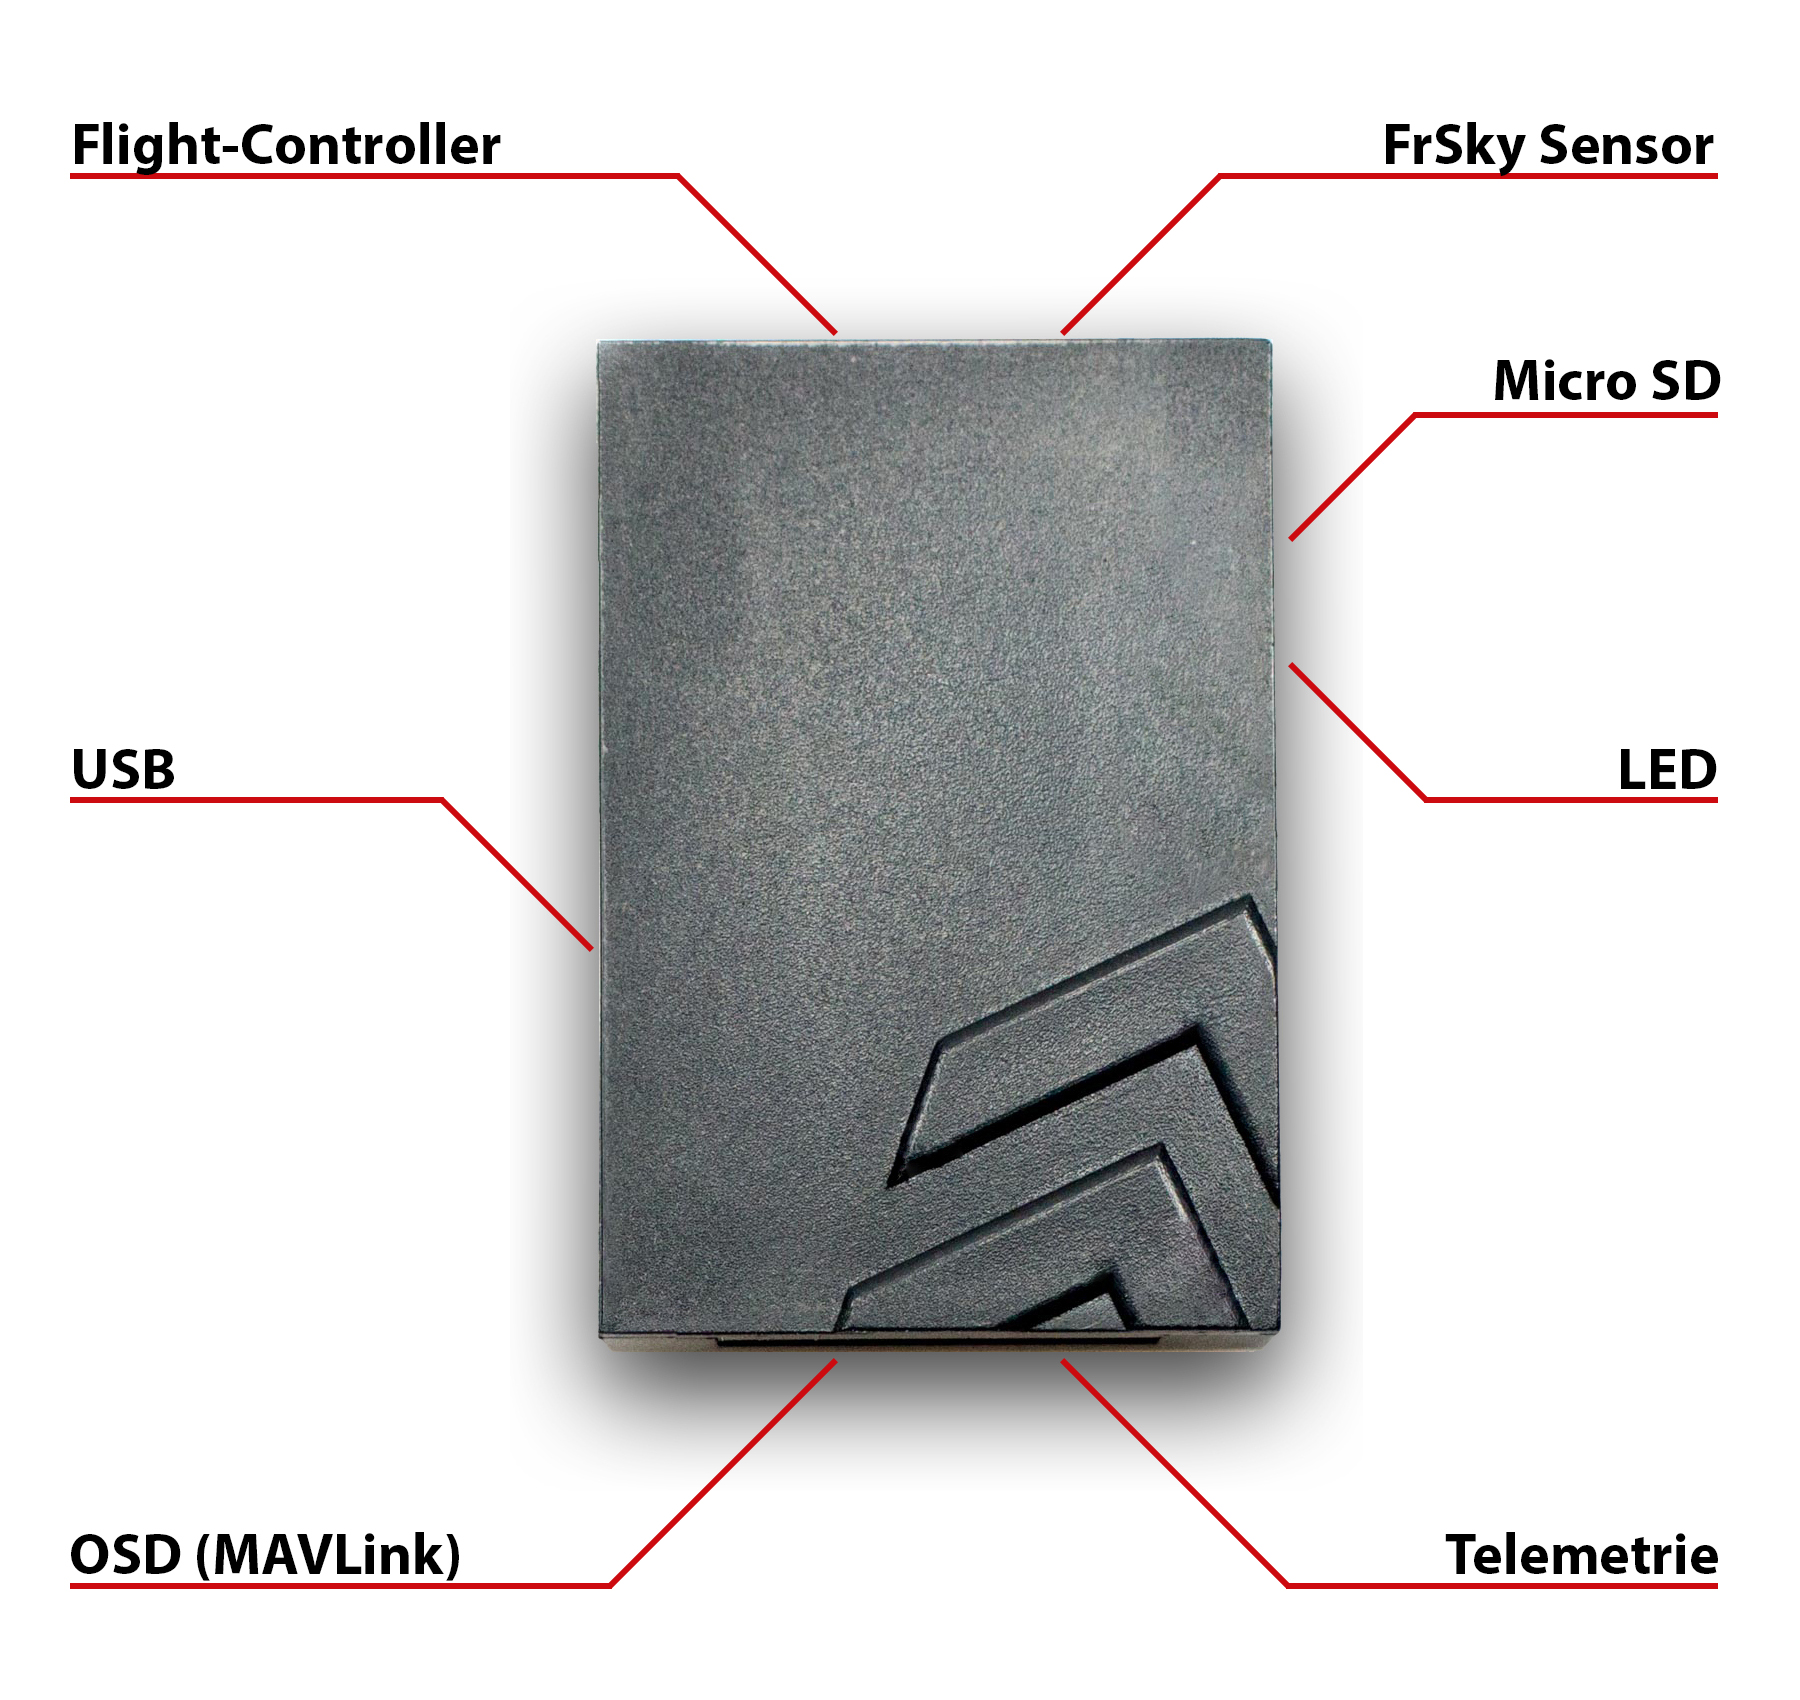 Flight-Controller
FrSky Sensor
Micro SD
USB
LED
OSD (MAVLink)
Telemetrie